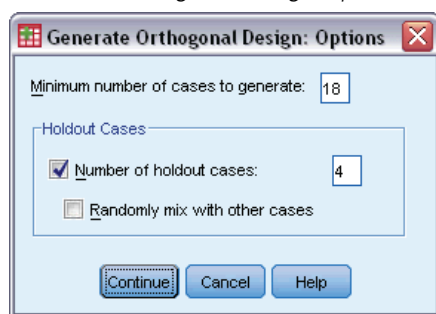 Generate Orthogonal Design: Options
Minimum number of cases to generate: 18
Holdout Cases
Number of holdout cases: 4
Randomly mix with other cases
Continue Cancel Help